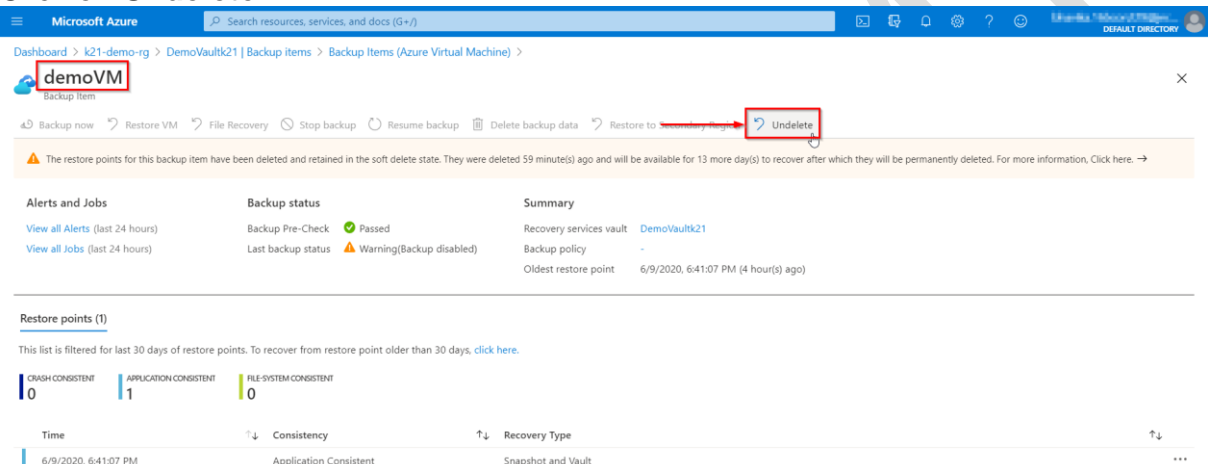 Microsoft Azure
Search resources, services, and docs (G+/)
DEFAULT DIRECTORY
Dashboard > k21-demo-rg > DemoVaultk21 | Backup items > Backup Items (Azure Virtual Machine) >
demoVM
Backup Item
Backup now Restore VM File Recovery Stop backup Resume backup Delete backup data Restore to Secondary Region Undelete
The restore points for this backup item have been deleted and retained in the soft delete state. They were deleted 59 minute(s) ago and will be available for 13 more day(s) to recover after which they will be permanently deleted. For more information, Click here. →
Alerts and Jobs Backup status Summary
View all Alerts (last 24 hours) Backup Pre-Check Passed Recovery services vault DemoVaultk21
View all Jobs (last 24 hours) Last backup status Warning(Backup disabled) Backup policy -
Oldest restore point 6/9/2020, 6:41:07 PM (4 hour(s) ago)
Restore points (1)
This list is filtered for last 30 days of restore points. To recover from restore point older than 30 days, click here.
CRASH CONSISTENT APPLICATION CONSISTENT FILE-SYSTEM CONSISTENT
0 1 0
Time Consistency Recovery Type
6/9/2020, 6:41:07 PM Application Consistent Snapshot and Vault